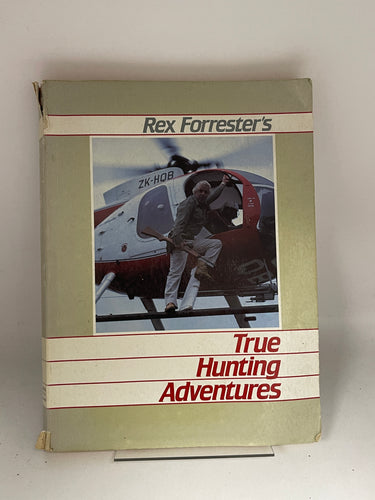 Rex Forrester's
ZK-HOB
True
Hunting
Adventures